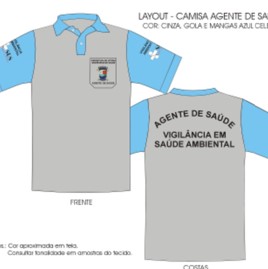 LAYOUT - CAMISA AGENTE DE SA
COR: CINZA, GOLA E MANGAS AZUL CELE
AGENTE DE SAÚDE
VIGILÂNCIA EM
SAÚDE AMBIENTAL
FRENTE
s.: Cor aproximada em tela.
Consultar tonalidade em amostras do tecido.
COSTAS